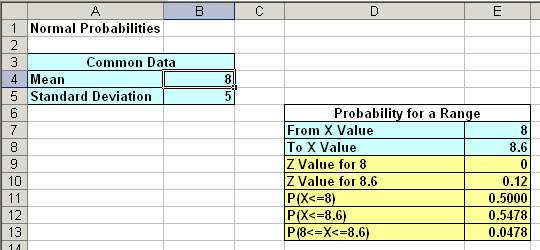 A B C D E
1 Normal Probabilities
2
3 Common Data
4 Mean 8
5 Standard Deviation 5
6 Probability for a Range
7 From X Value 8
8 To X Value 8.6
9 Z Value for 8 0
10 Z Value for 8.6 0.12
11 P(X<=8) 0.5000
12 P(X<=8.6) 0.5478
13 P(8<=X<=8.6) 0.0478
14